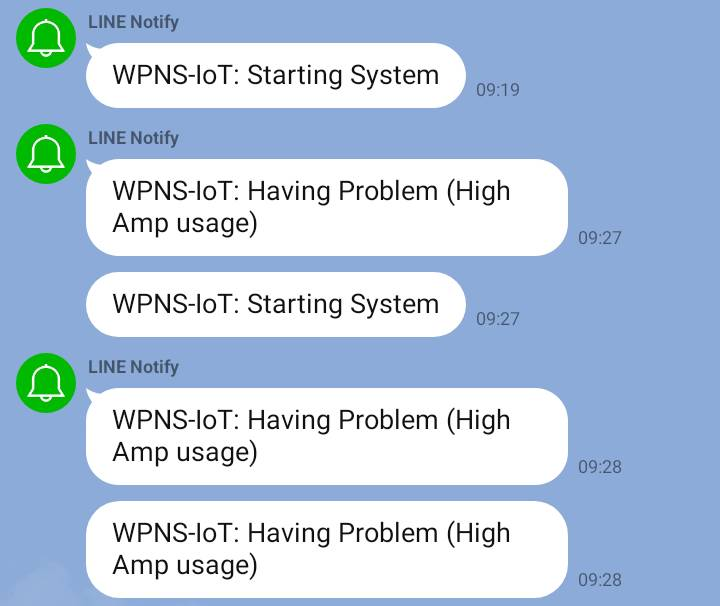 LINE Notify
WPNS-IoT: Starting System
09:19
LINE Notify
WPNS-IoT: Having Problem (High
Amp usage)
09:27
WPNS-IoT: Starting System
09:27
LINE Notify
WPNS-IoT: Having Problem (High
Amp usage)
09:28
WPNS-IoT: Having Problem (High
Amp usage)
09:28